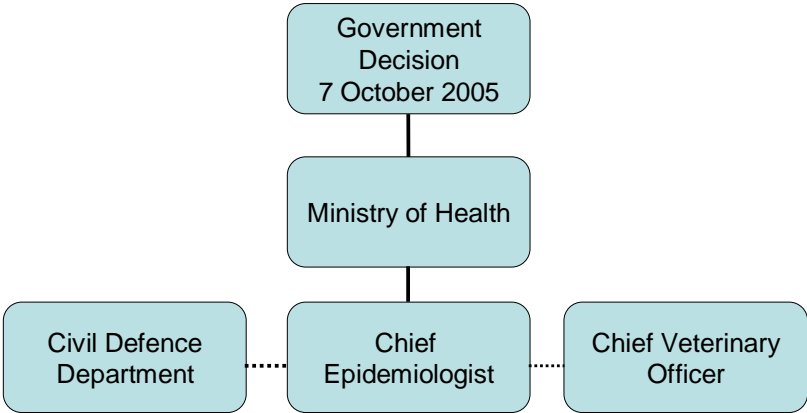 Government
Decision
7 October 2005
Ministry of Health
Civil Defence
Department
Chief
Epidemiologist
Chief Veterinary
Officer